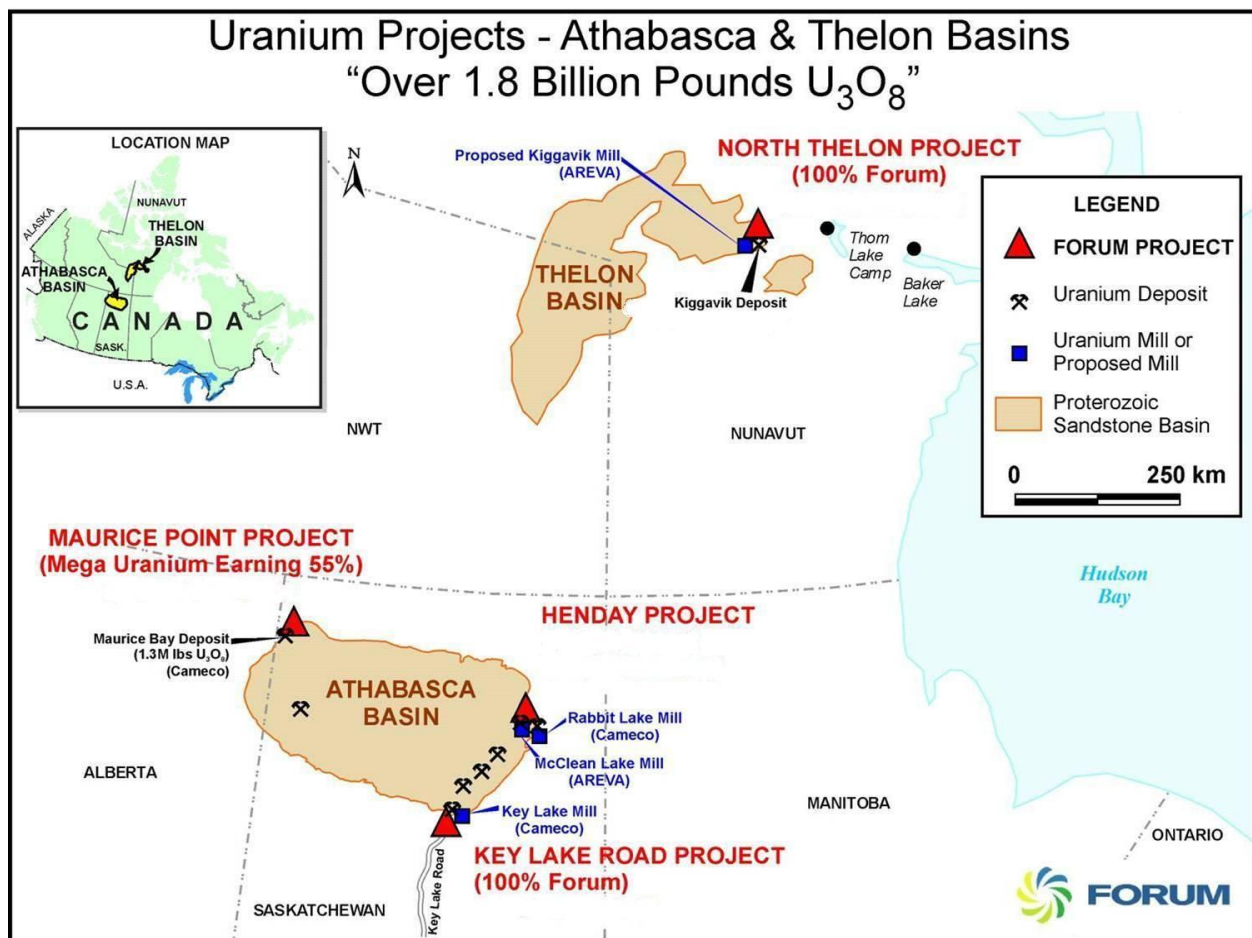 Uranium Projects - Athabasca & Thelon Basins
“Over 1.8 Billion Pounds U₃O₈”
LOCATION MAP
NUNAVUT
ALASKA
THELON
BASIN
ATHABASCA
BASIN
CANADA
SASK.
U.S.A.
N
Proposed Kiggavik Mill
(AREVA)
NORTH THELON PROJECT
(100% Forum)
THELON
BASIN
Kiggavik Deposit
Thom
Lake
Camp
Baker
Lake
NWT
NUNAVUT
LEGEND
FORUM PROJECT
Uranium Deposit
Uranium Mill or
Proposed Mill
Proterozoic
Sandstone Basin
0 250 km
MAURICE POINT PROJECT
(Mega Uranium Earning 55%)
HENDAY PROJECT
Hudson
Bay
Maurice Bay Deposit
(1.3M lbs U₃O₈)
(Cameco)
ATHABASCA
BASIN
Rabbit Lake Mill
(Cameco)
McClean Lake Mill
(AREVA)
ALBERTA
Key Lake Mill
(Cameco)
MANITOBA
ONTARIO
KEY LAKE ROAD PROJECT
(100% Forum)
Key Lake Road
SASKATCHEWAN
FORUM